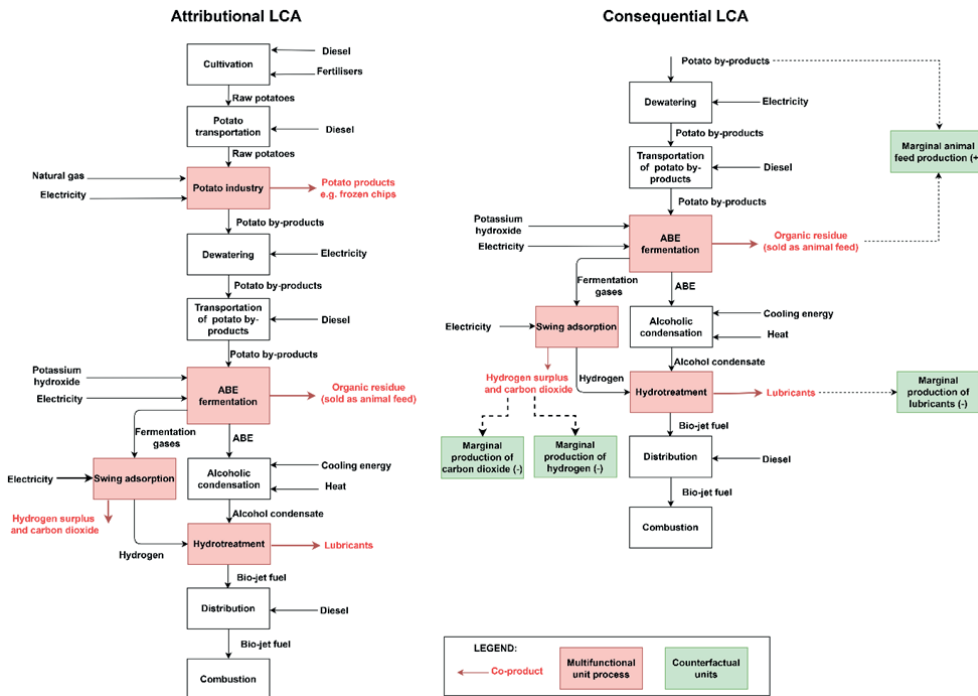 Attributional LCA
Diesel
Cultivation
Fertilisers
Raw potatoes
Potato
transportation
Diesel
Raw potatoes
Natural gas
Electricity
Potato industry
Potato products
e.g. frozen chips
Potato by-products
Dewatering
Electricity
Potato by-products
Transportation
of potato by-
products
Diesel
Potato by-products
Potassium
hydroxide
Electricity
ABE
fermentation
Organic residue
(sold as animal feed)
Fermentation
gases
ABE
Electricity
Swing adsorption
Alcoholic
condensation
Cooling energy
Heat
Hydrogen surplus
and carbon dioxide
Alcohol condensate
Hydrogen
Hydrotreatment
Lubricants
Bio-jet fuel
Distribution
Diesel
Bio-jet fuel
Combustion
Consequential LCA
Potato by-products
Dewatering
Electricity
Potato by-products
Transportation
of potato by-
products
Diesel
Marginal animal
feed production (+
Potato by-products
Potassium
hydroxide
Electricity
ABE
fermentation
Organic residue
(sold as animal feed)
Fermentation
gases
ABE
Electricity
Swing adsorption
Alcoholic
condensation
Cooling energy
Heat
Hydrogen surplus
and carbon dioxide
Hydrogen
Alcohol condensate
Hydrotreatment
Lubricants
Marginal
production of
lubricants (-)
Bio-jet fuel
Marginal
production of
carbon dioxide (-)
Marginal
production of
hydrogen (-)
Distribution
Diesel
Bio-jet fuel
Combustion
LEGEND:
Co-product
Multifunctional
unit process
Counterfactual
units